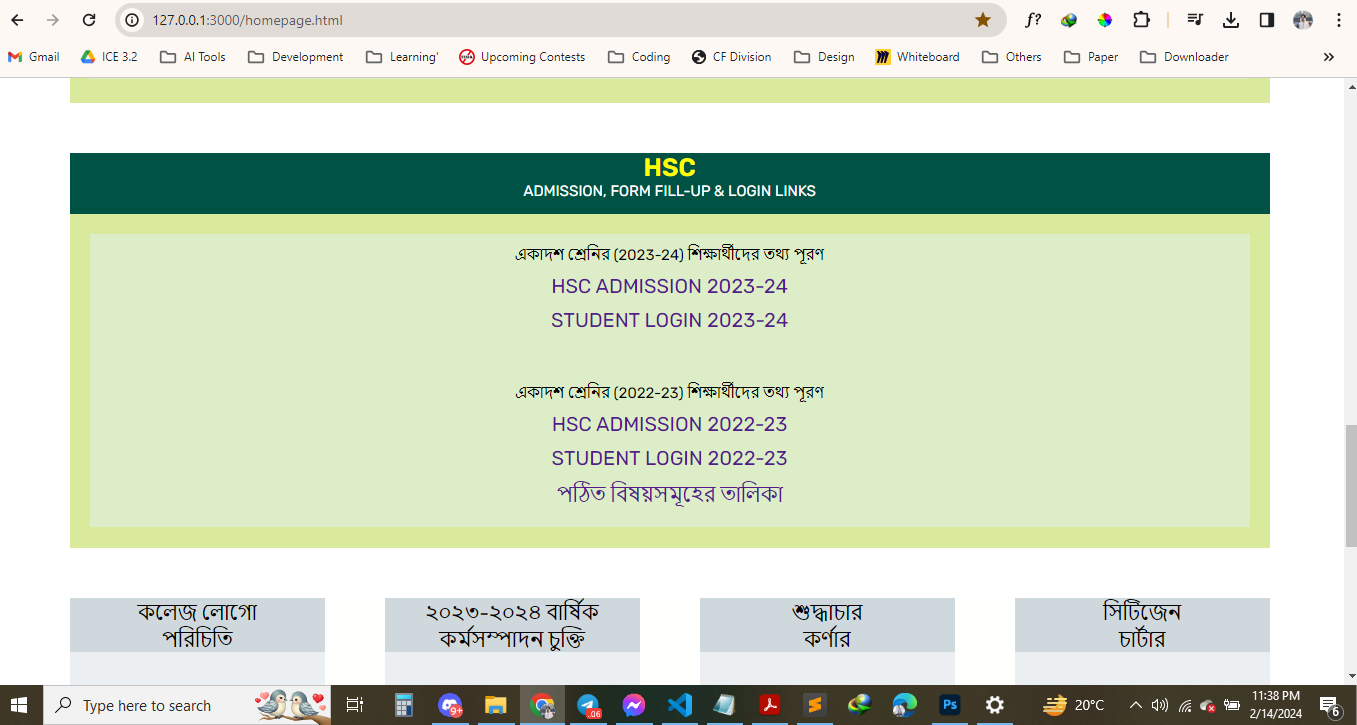 127.0.0.1:3000/homepage.html
f?
Gmail
ICE 3.2
AI Tools
Development
Learning'
Upcoming Contests
Coding
CF Division
Design
Whiteboard
Others
Paper
Downloader
»
HSC
ADMISSION, FORM FILL-UP & LOGIN LINKS
একাদশ শ্রেনির (2023-24) শিক্ষার্থীদের তথ্য পূরণ
HSC ADMISSION 2023-24
STUDENT LOGIN 2023-24
একাদশ শ্রেনির (2022-23) শিক্ষার্থীদের তথ্য পূরণ
HSC ADMISSION 2022-23
STUDENT LOGIN 2022-23
পঠিত বিষয়সমূহের তালিকা
কলেজ লোগো
পরিচিতি
২০২৩-২০২৪ বার্ষিক
কর্মসম্পাদন চুক্তি
শুদ্ধাচার
কর্ণার
সিটিজেন
চার্টার
Type here to search
9+
.06
Ps
20°C
11:38 PM
2/14/2024
6